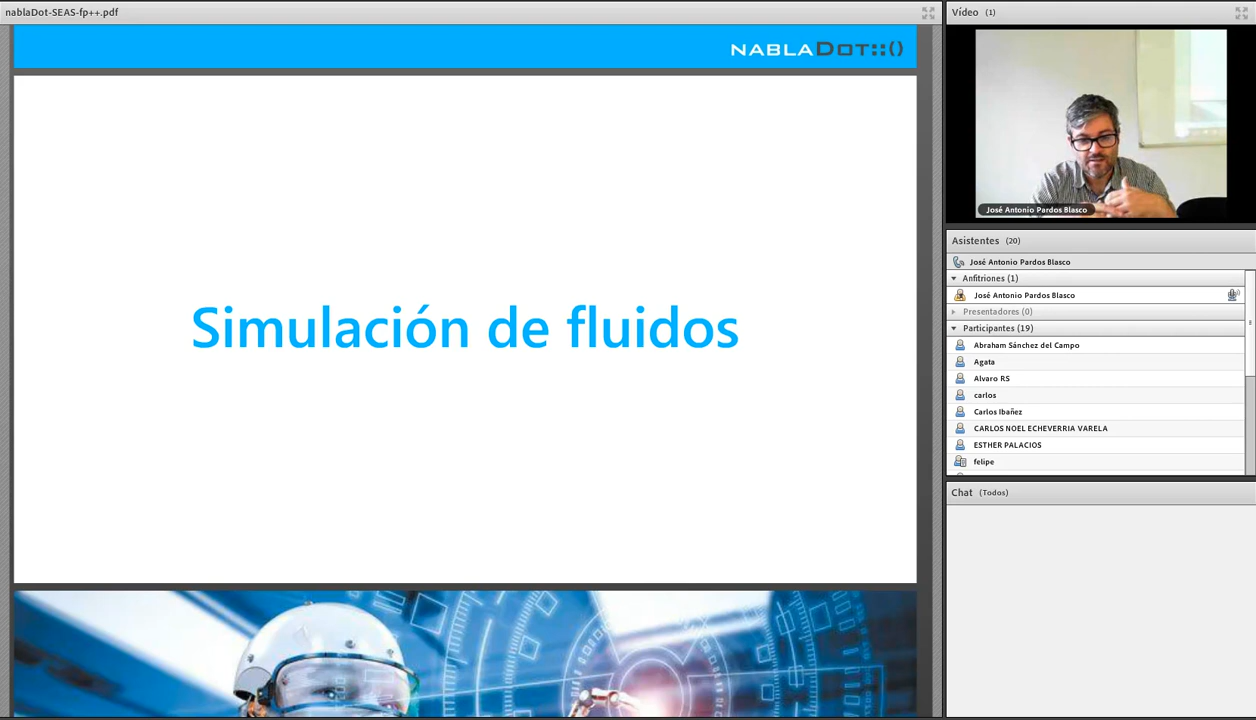 nablaDot-SEAS-fp++.pdf
NABLADOT::()
Simulación de fluidos
Vídeo (1)
José Antonio Pardos Blasco
Asistentes (20)
José Antonio Pardos Blasco
Anfitriones (1)
José Antonio Pardos Blasco
Presentadores (0)
Participantes (19)
Abraham Sánchez del Campo
Agata
Alvaro RS
carlos
Carlos Ibañez
CARLOS NOEL ECHEVERRIA VARELA
ESTHER PALACIOS
felipe
Chat (Todos)